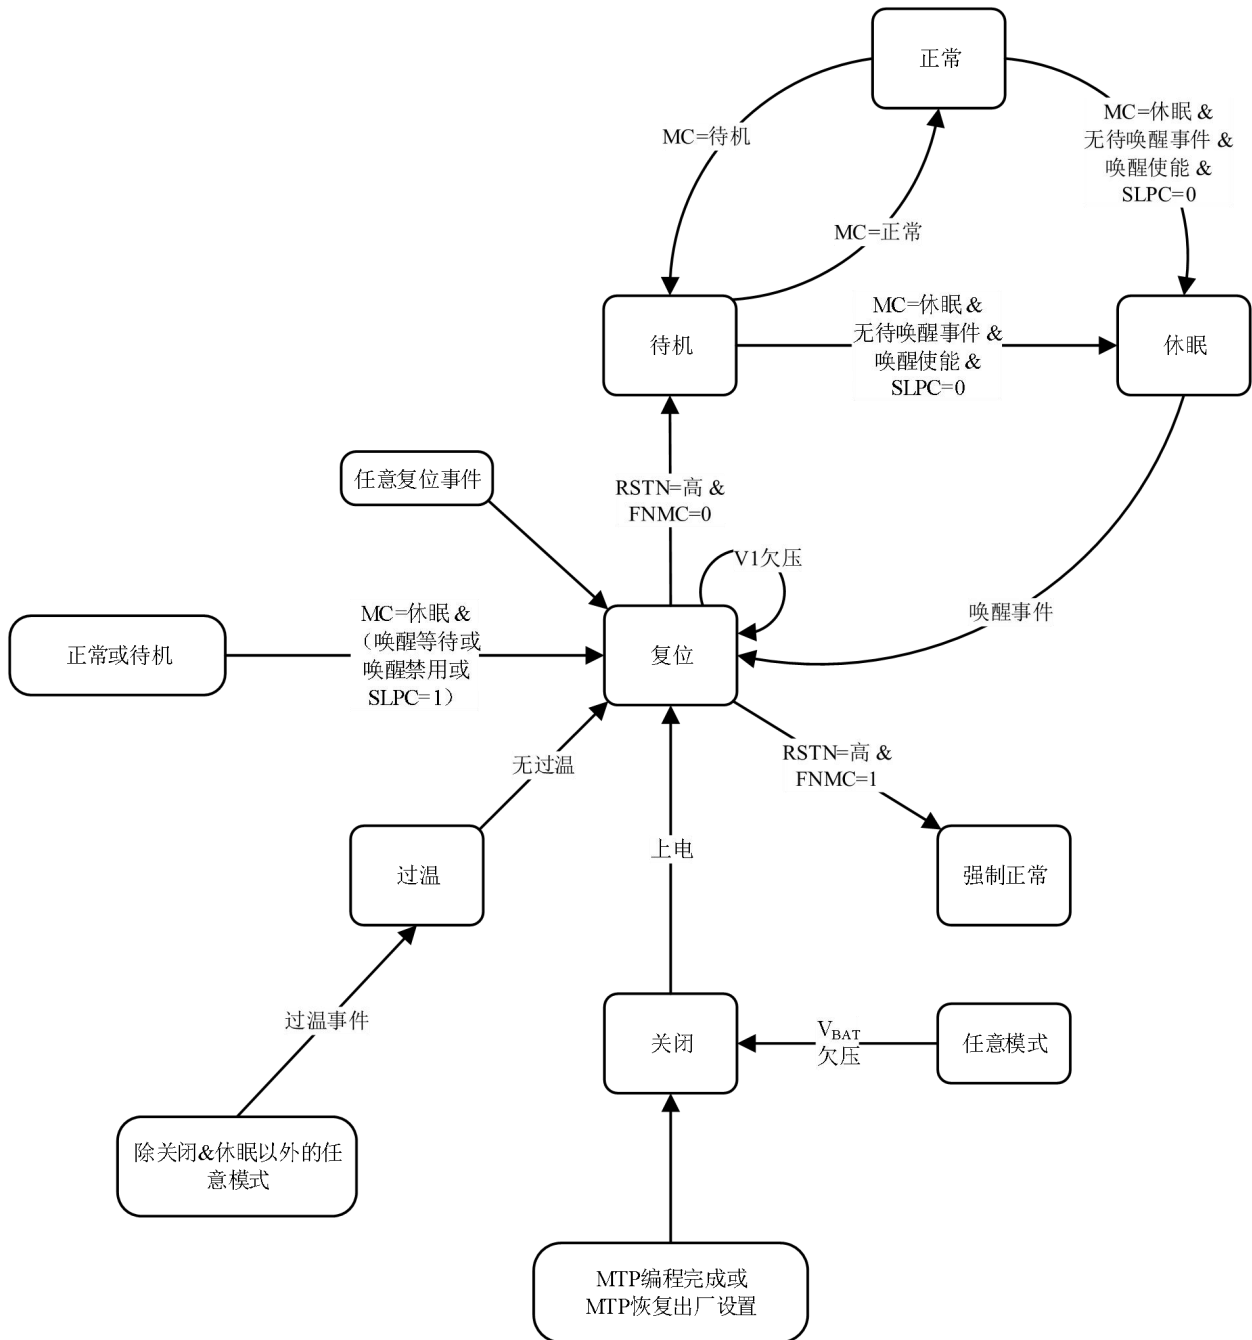 正常
MC=休眠 &
无待唤醒事件 &
唤醒使能 &
SLPC=0
MC=待机
MC=正常
待机
MC=休眠 &
无待唤醒事件 &
唤醒使能 &
SLPC=0
休眠
任意复位事件
RSTN=高 &
FNMC=0
V1欠压
唤醒事件
正常或待机
MC=休眠 &
（唤醒等待或
唤醒禁用或
SLPC=1）
复位
无过温
RSTN=高 &
FNMC=1
上电
过温
强制正常
过温事件
关闭
VBAT
欠压
任意模式
除关闭&休眠以外的任
意模式
MTP编程完成或
MTP恢复出厂设置